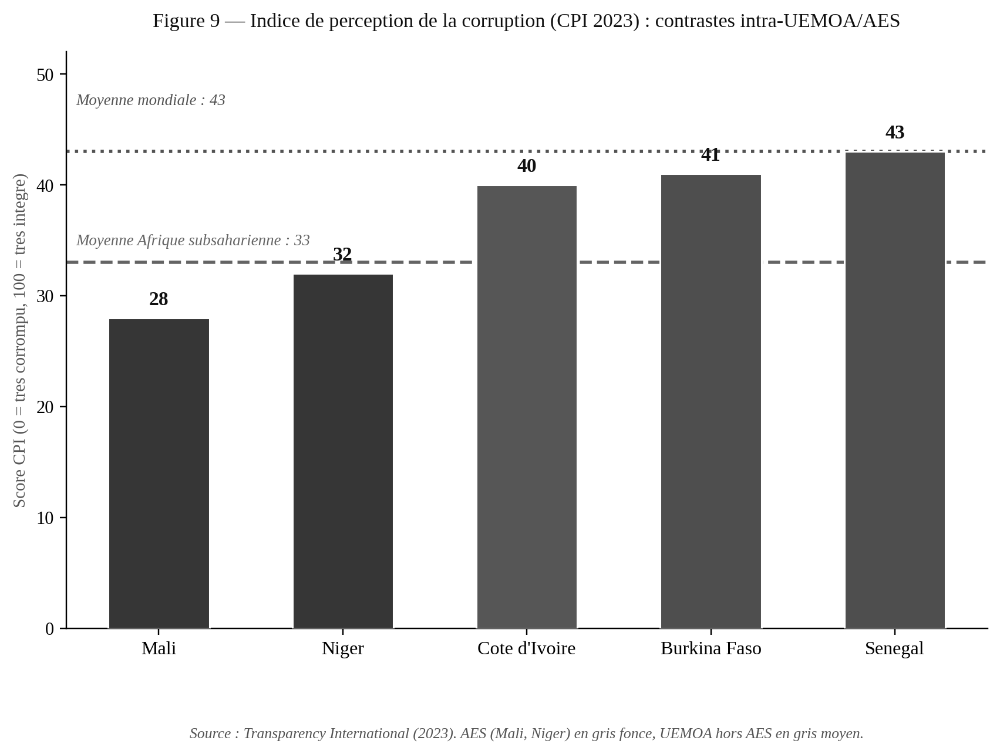 Figure 9 — Indice de perception de la corruption (CPI 2023) : contrastes intra-UEMOA/AES
Score CPI (0 = tres corrompu, 100 = tres integre)
50
40
30
20
10
0
Moyenne mondiale : 43
Moyenne Afrique subsaharienne : 33
28
32
40
41
43
Mali
Niger
Cote d'Ivoire
Burkina Faso
Senegal
Source : Transparency International (2023). AES (Mali, Niger) en gris fonce, UEMOA hors AES en gris moyen.